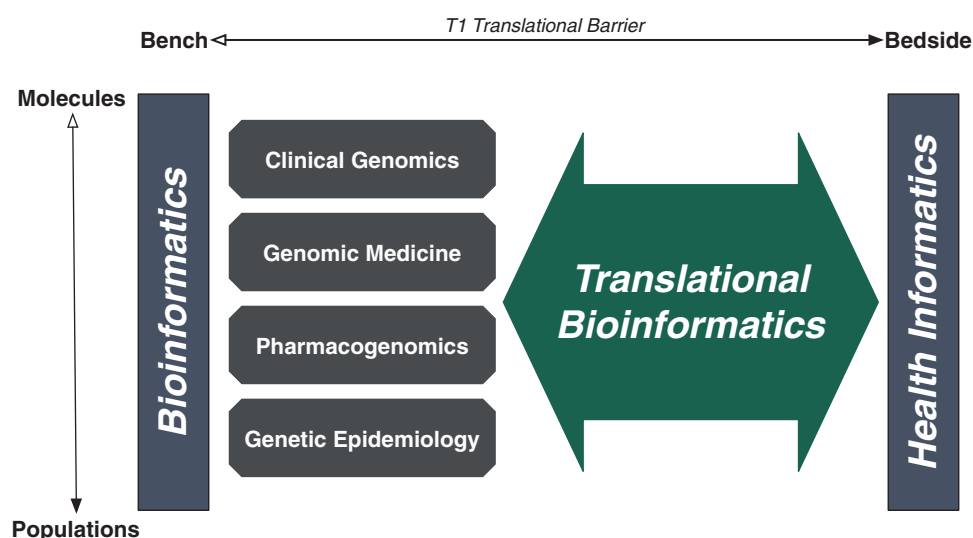 T1 Translational Barrier
Bench
Bedside
Molecules
Populations
Bioinformatics
Clinical Genomics
Genomic Medicine
Pharmacogenomics
Genetic Epidemiology
Translational
Bioinformatics
Health Informatics